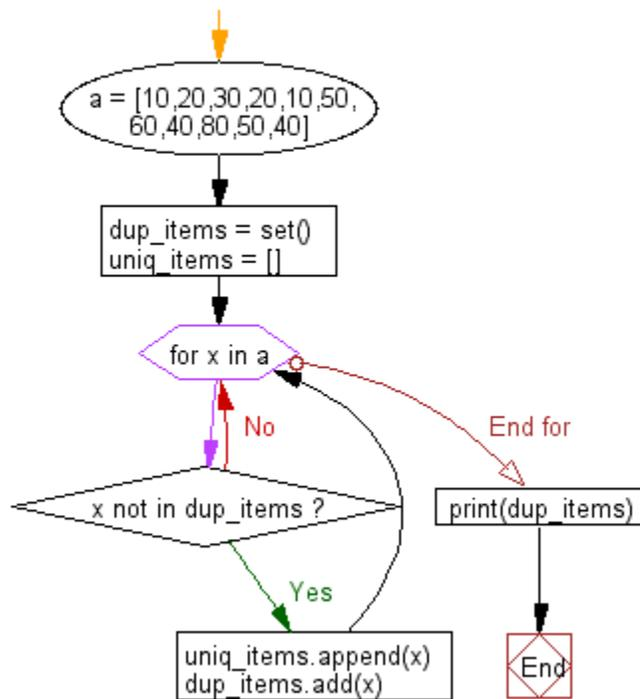 a = [10,20,30,20,10,50,
60,40,80,50,40]
dup_items = set()
uniq_items = []
for x in a
No
End for
x not in dup_items ?
print(dup_items)
Yes
uniq_items.append(x)
dup_items.add(x)
End